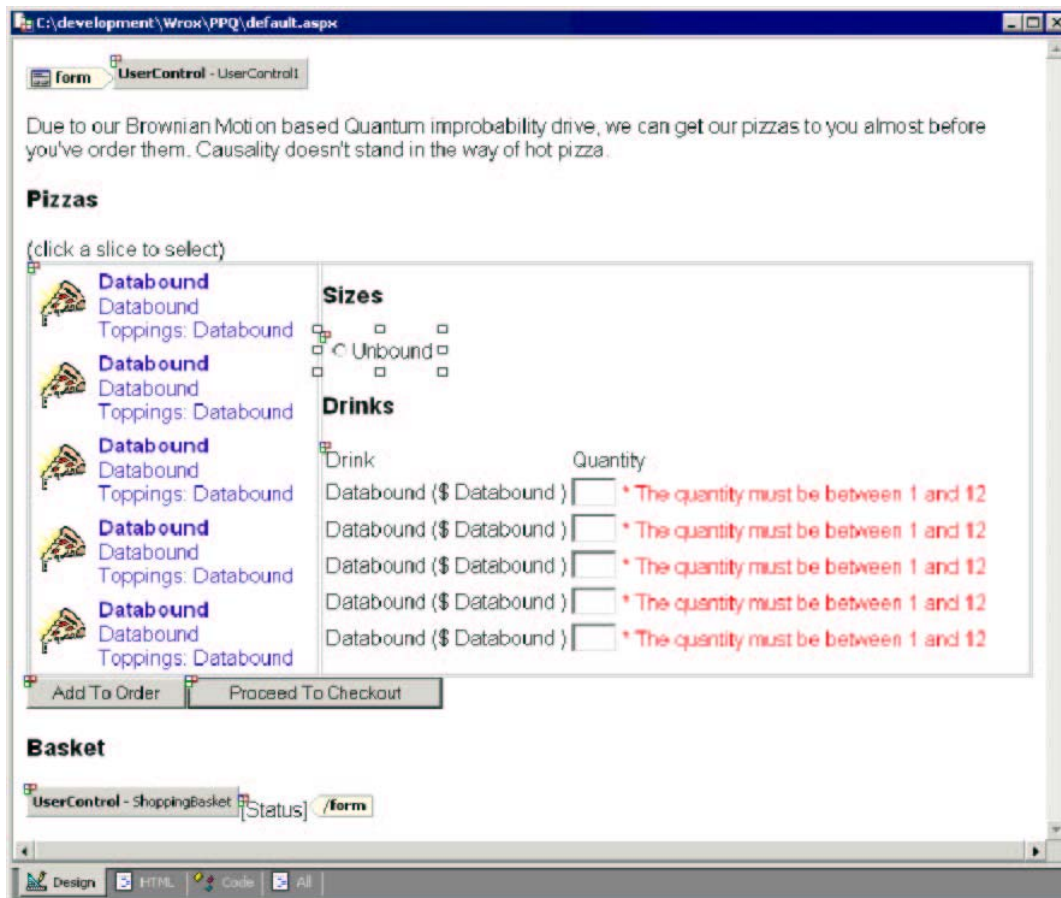 C:\development\Wrox\PPQ\default.aspx
form UserControl - UserControl1
Due to our Brownian Motion based Quantum improbability drive, we can get our pizzas to you almost before
you've order them. Causality doesn't stand in the way of hot pizza.
Pizzas
(click a slice to select)
Databound
Databound
Toppings: Databound
Databound
Databound
Toppings: Databound
Databound
Databound
Toppings: Databound
Databound
Databound
Toppings: Databound
Databound
Databound
Toppings: Databound
Sizes
Unbound
Drinks
Drink Quantity
Databound ($ Databound ) * The quantity must be between 1 and 12
Databound ($ Databound ) * The quantity must be between 1 and 12
Databound ($ Databound ) * The quantity must be between 1 and 12
Databound ($ Databound ) * The quantity must be between 1 and 12
Databound ($ Databound ) * The quantity must be between 1 and 12
Add To Order Proceed To Checkout
Basket
UserControl - ShoppingBasket [Status] /form
Design HTML Code All